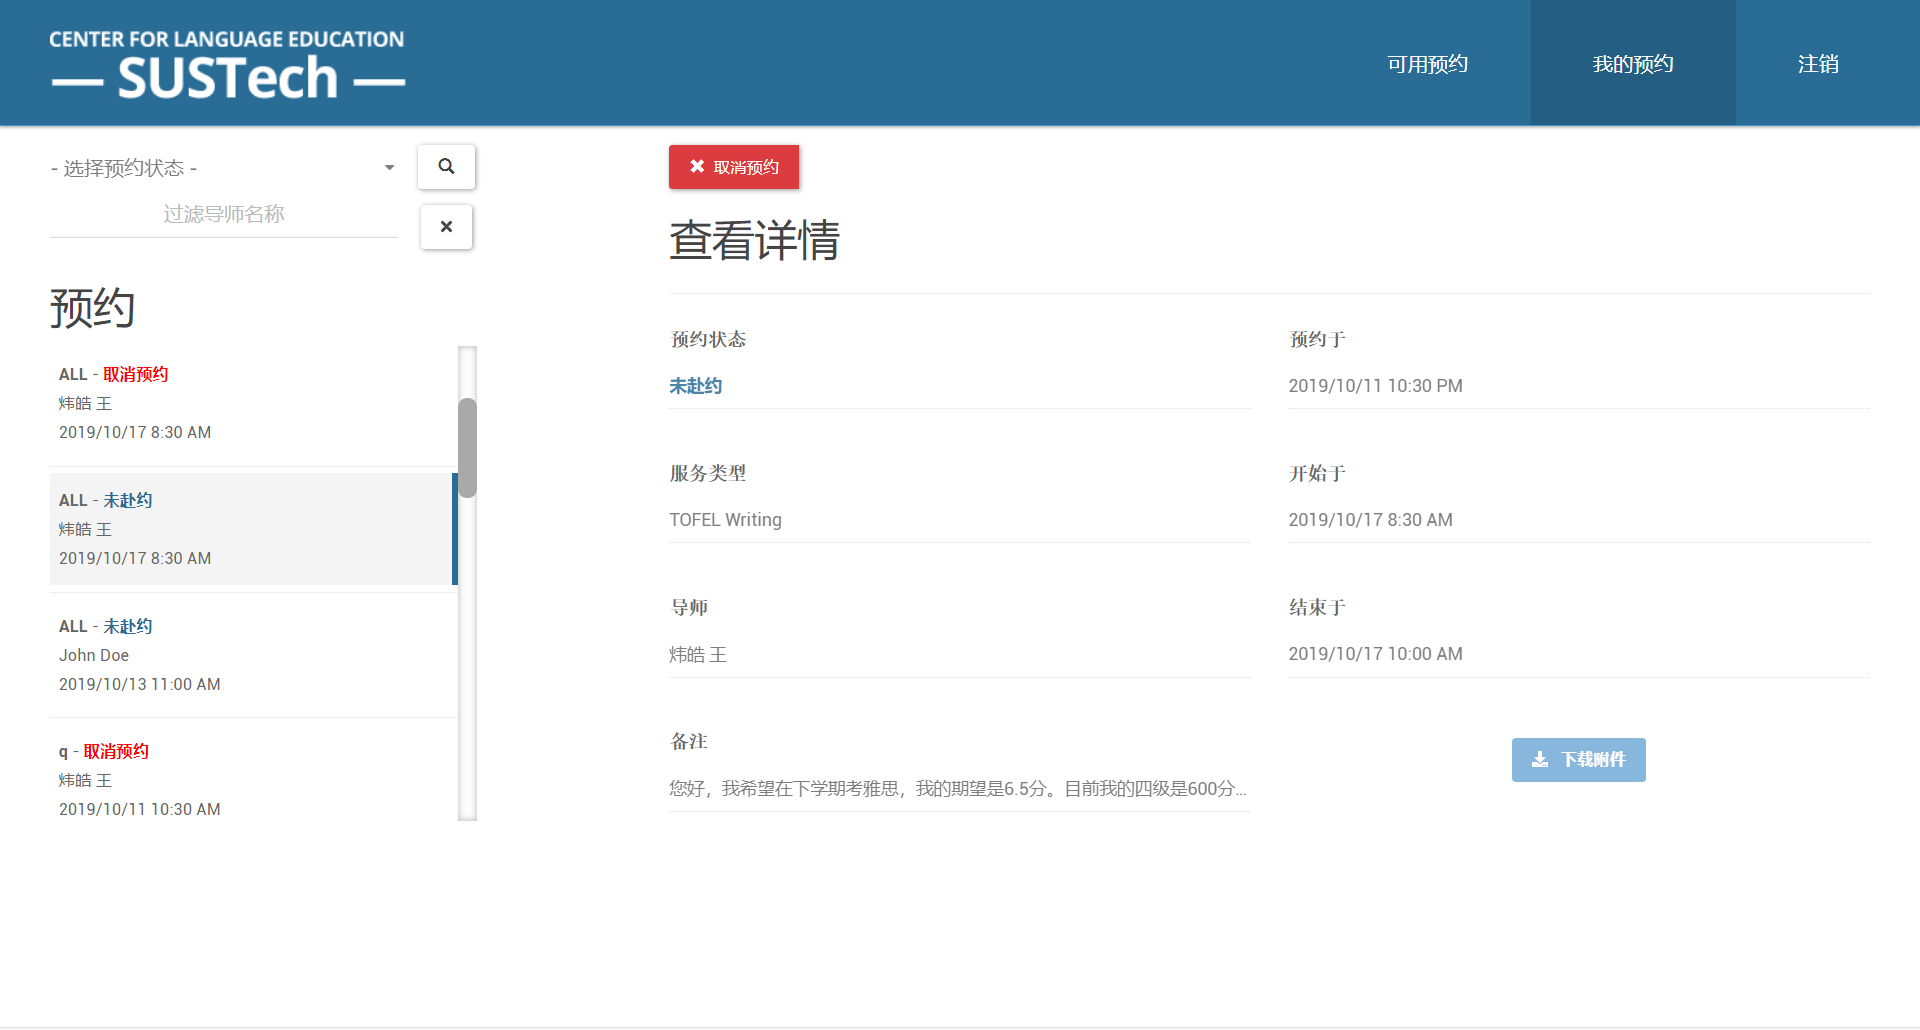 CENTER FOR LANGUAGE EDUCATION
— SUSTech —
可用预约
我的预约
注销
- 选择预约状态 -
过滤导师名称
预约
ALL - 取消预约
炜皓 王
2019/10/17 8:30 AM
ALL - 未赴约
炜皓 王
2019/10/17 8:30 AM
ALL - 未赴约
John Doe
2019/10/13 11:00 AM
q - 取消预约
炜皓 王
2019/10/11 10:30 AM
取消预约
查看详情
预约状态
未赴约
预约于
2019/10/11 10:30 PM
服务类型
TOFEL Writing
开始于
2019/10/17 8:30 AM
导师
炜皓 王
结束于
2019/10/17 10:00 AM
备注
您好，我希望在下学期考雅思，我的期望是6.5分。目前我的四级是600分...
下载附件